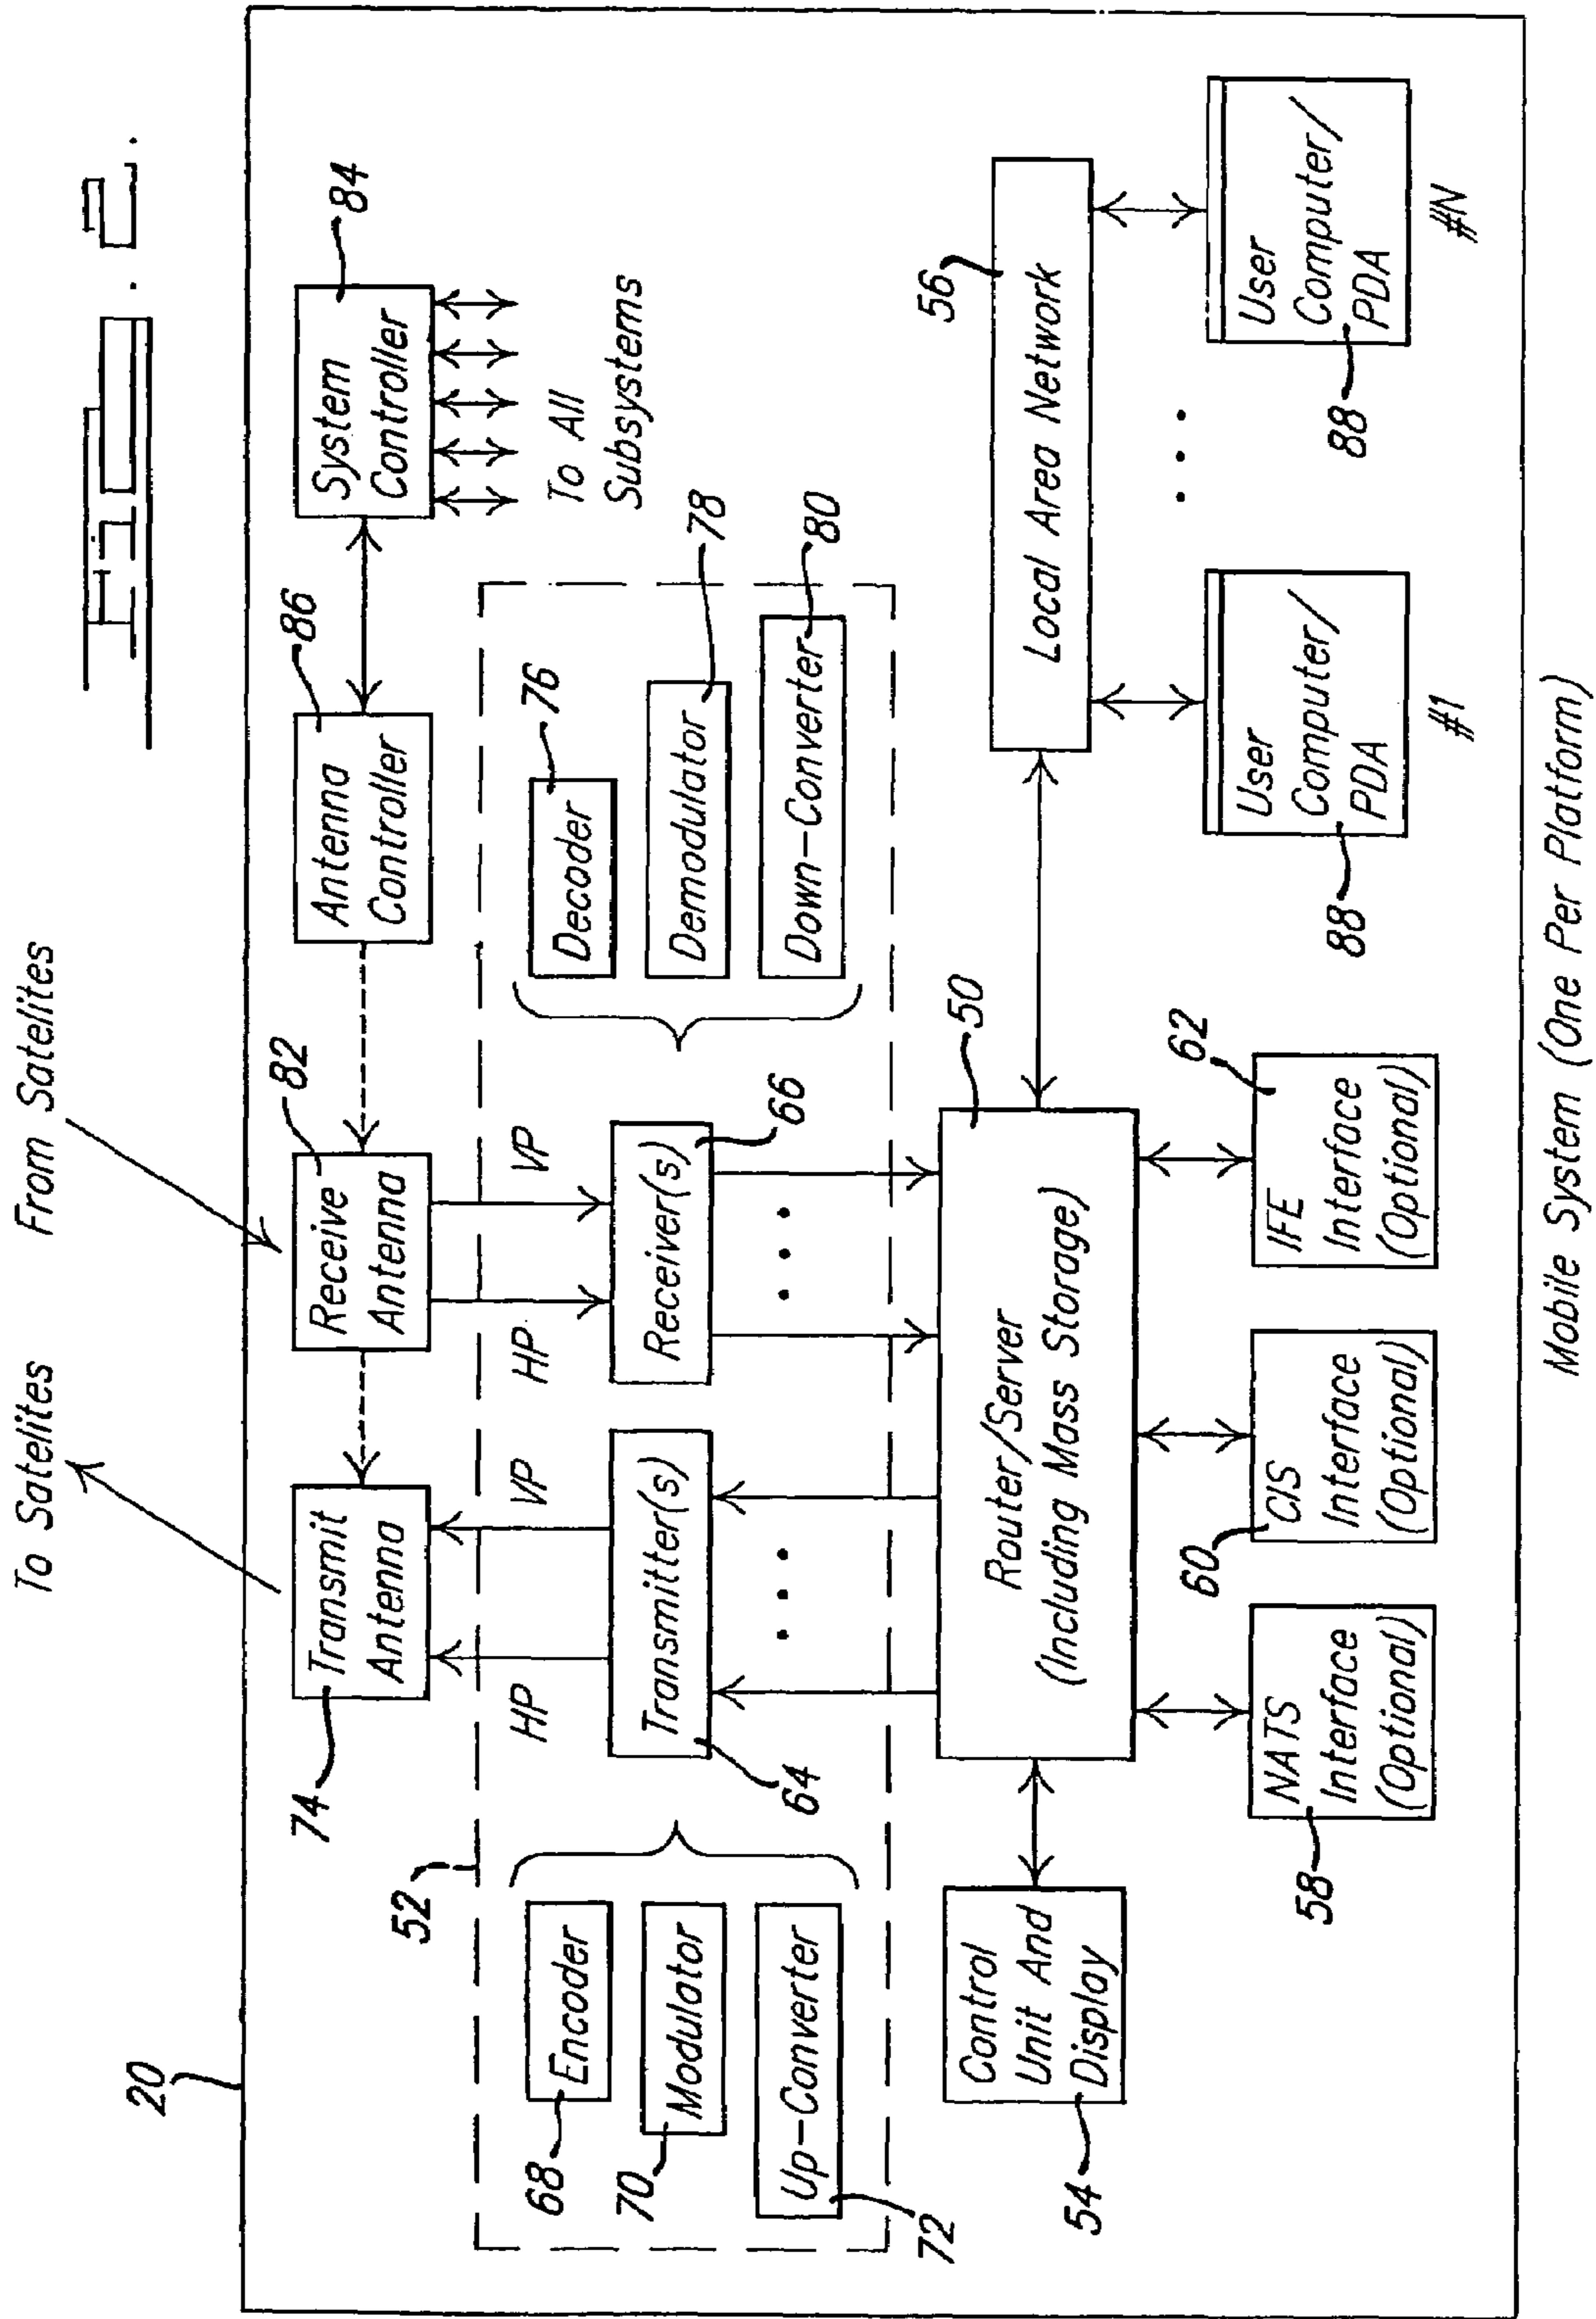 FIG. 2.
To Satelites
From Satelites
20
74
Transmit
Antenna
82
Receive
Antenna
86
Antenna
Controller
84
System
Controller
To All
Subsystems
52
HP
VP
HP
VP
68
Encoder
70
Modulator
72
Up-Converter
Transmitter(s)
64
Receiver(s)
66
76
Decoder
78
Demodulator
80
Down-Converter
54
Control
Unit And
Display
50
Router/Server
(Including Mass Storage)
56
Local Area Network
58
NATS
Interface
(Optional)
60
CIS
Interface
(Optional)
62
IFE
Interface
(Optional)
88
User
Computer/
PDA
#1
88
User
Computer/
PDA
#N
Mobile System (One Per Platform)